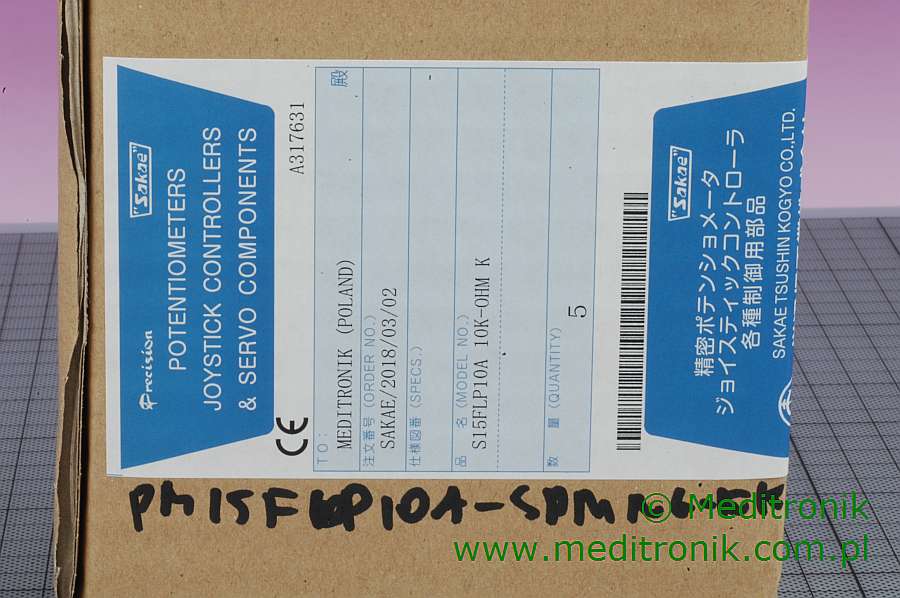 Sakae
Precision
POTENTIOMETERS
JOYSTICK CONTROLLERS
& SERVO COMPONENTS
A317631
CE
TO:
殿
MEDITRONIK (POLAND)
注文番号 (ORDER NO.)
SAKAE/2018/03/02
仕様図番 (SPECS.)
品 名 (MODEL NO.)
S15FLP10A 10K-OHM K
数 量 (QUANTITY)
5
Sakae
精密ポテンショメータ
ジョイスティックコントローラ
各種制御用部品
SAKAE TSUSHIN KOGYO CO.,LTD.
© Meditronik
www.meditronik.com.pl